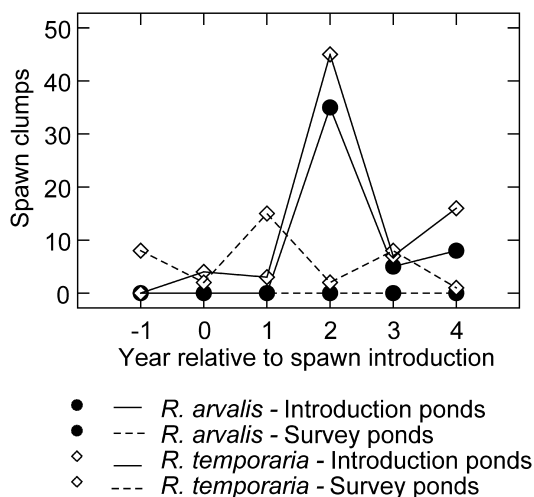 50
40
30
20
10
0
Spawn clumps
-1 0 1 2 3 4
Year relative to spawn introduction
R. arvalis - Introduction ponds
R. arvalis - Survey ponds
R. temporaria - Introduction ponds
R. temporaria - Survey ponds